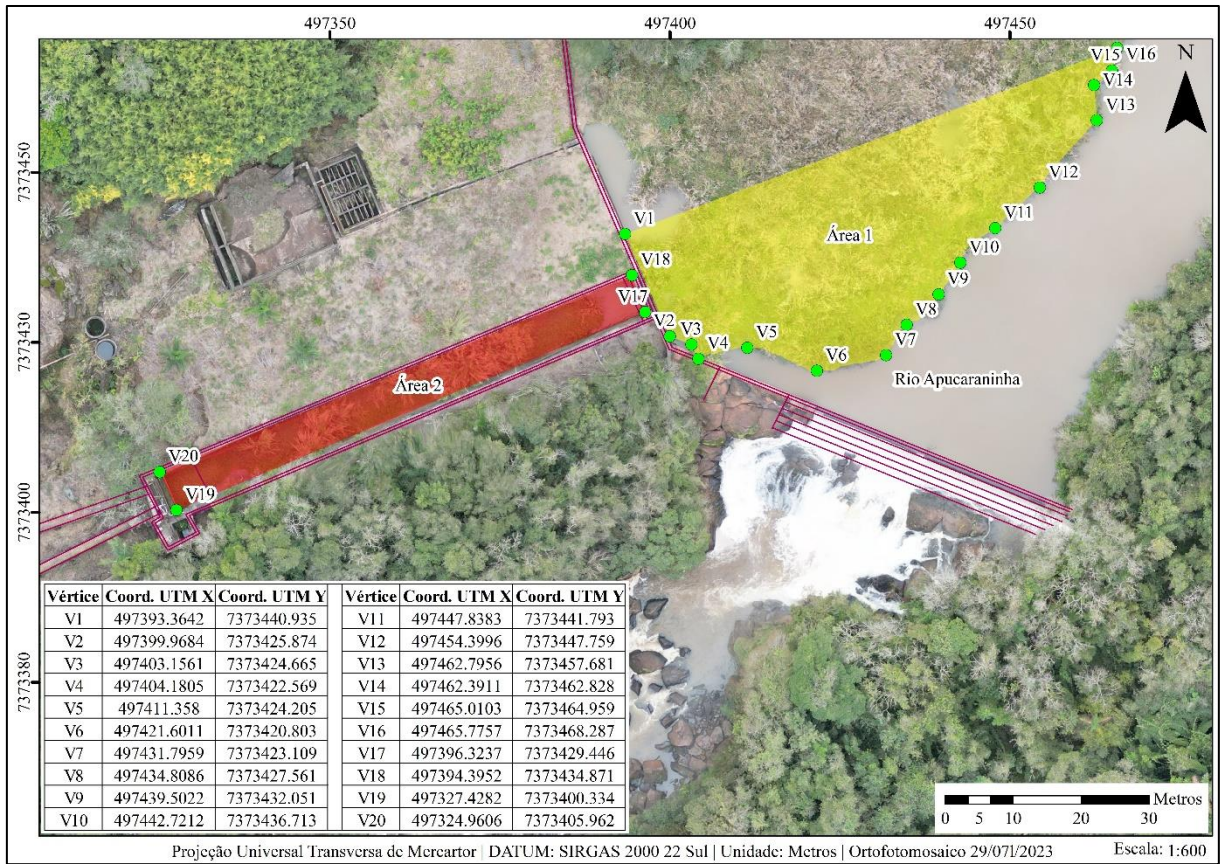 497350 497400 497450
N
7373450
7373430
7373400
7373380
V15 V16
V14
V13
V12
V11
V10
V9
V8
V7
V6
V5
V4
V3
V2
V1
V18
V17
V20
V19
Área 1
Área 2
Rio Apucaraninha
Vértice Coord. UTM X Coord. UTM Y Vértice Coord. UTM X Coord. UTM Y
V1 497393.3642 7373440.935 V11 497447.8383 7373441.793
V2 497399.9684 7373425.874 V12 497454.3996 7373447.759
V3 497403.1561 7373424.665 V13 497462.7956 7373457.681
V4 497404.1805 7373422.569 V14 497462.3911 7373462.828
V5 497411.358 7373424.205 V15 497465.0103 7373464.959
V6 497421.6011 7373420.803 V16 497465.7757 7373468.287
V7 497431.7959 7373423.109 V17 497396.3237 7373429.446
V8 497434.8086 7373427.561 V18 497394.3952 7373434.871
V9 497439.5022 7373432.051 V19 497327.4282 7373400.334
V10 497442.7212 7373436.713 V20 497324.9606 7373405.962
Metros
0 5 10 20 30
Projeção Universal Transversa de Mercartor | DATUM: SIRGAS 2000 22 Sul | Unidade: Metros | Ortofotomosaico 29/07l/2023 Escala: 1:600